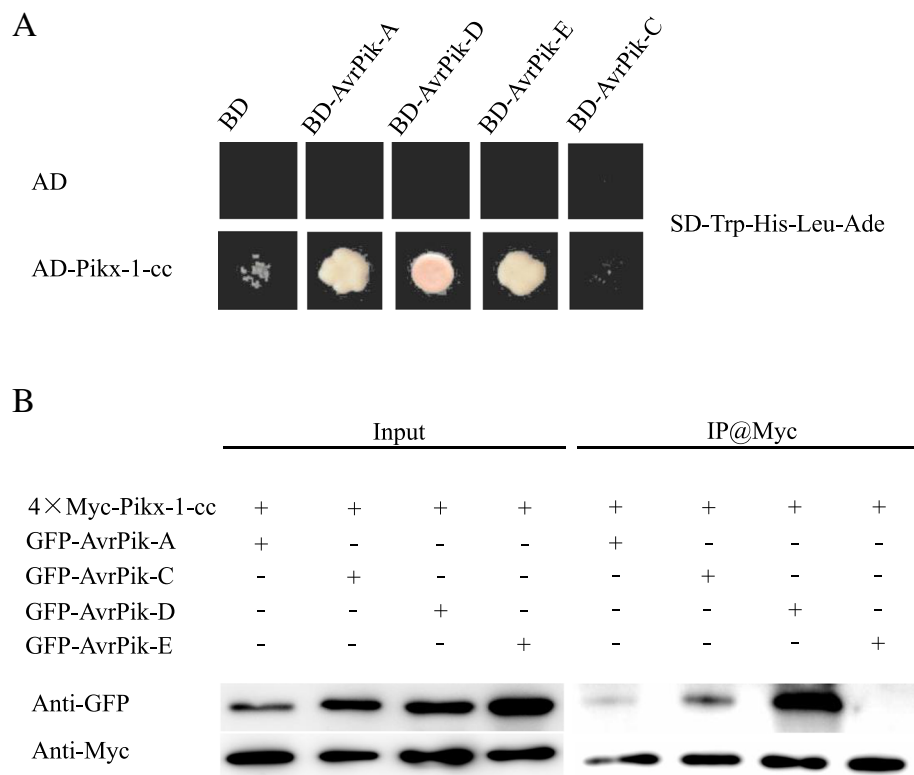 A
BD BD-AvrPik-A BD-AvrPik-D BD-AvrPik-E BD-AvrPik-C
AD
SD-Trp-His-Leu-Ade
AD-Pikx-1-cc
B
Input IP@Myc
4×Myc-Pikx-1-cc + + + + + + + +
GFP-AvrPik-A + - - - + - - -
GFP-AvrPik-C - + - - - + - -
GFP-AvrPik-D - - + - - - + -
GFP-AvrPik-E - - - + - - - +
Anti-GFP
Anti-Myc